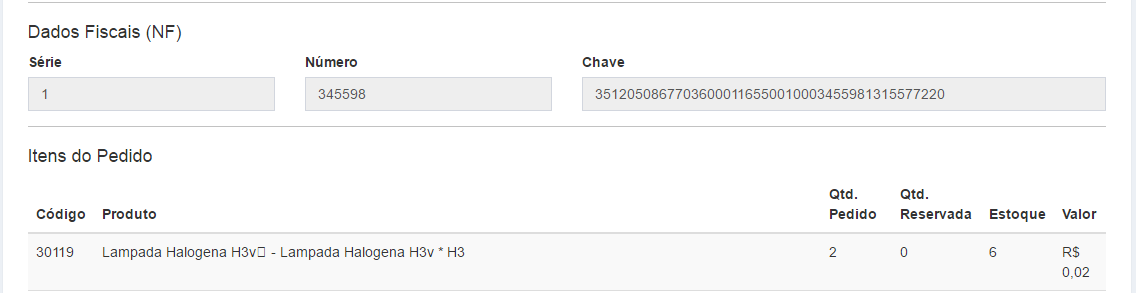 Dados Fiscais (NF)
Série Número Chave
1 345598 35120508677036000116550010003455981315577220
Itens do Pedido
Código Produto Qtd. Pedido Qtd. Reservada Estoque Valor
30119 Lampada Halogena H3v□ - Lampada Halogena H3v * H3 2 0 6 R$ 0,02